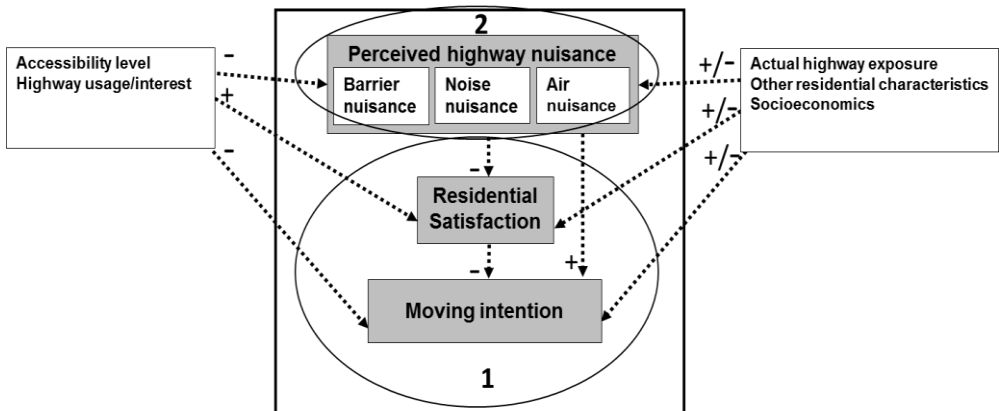 2
Perceived highway nuisance
Barrier nuisance
Noise nuisance
Air nuisance
Accessibility level
Highway usage/interest
-
+
-
+/-
+/-
+/-
Actual highway exposure
Other residential characteristics
Socioeconomics
-
Residential
Satisfaction
-
+
Moving intention
1